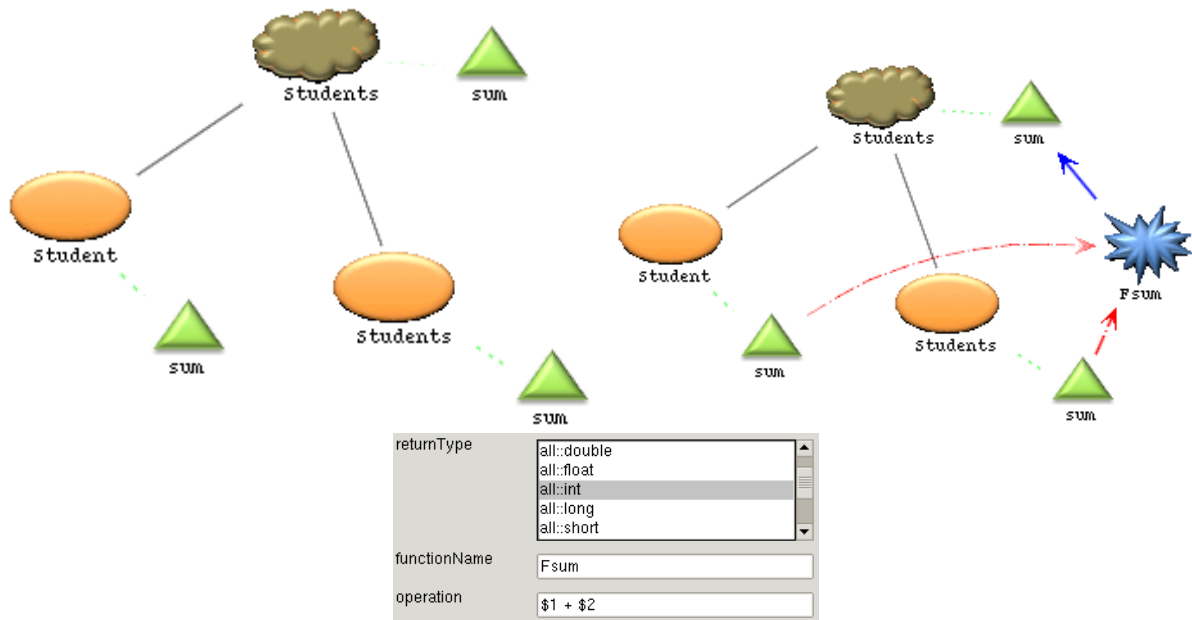 Students
sum
Student
sum
Students
sum
Students
sum
Student
sum
Students
sum
Fsum
returnType
all::double
all::float
all::int
all::long
all::short
functionName
Fsum
operation
$1 + $2